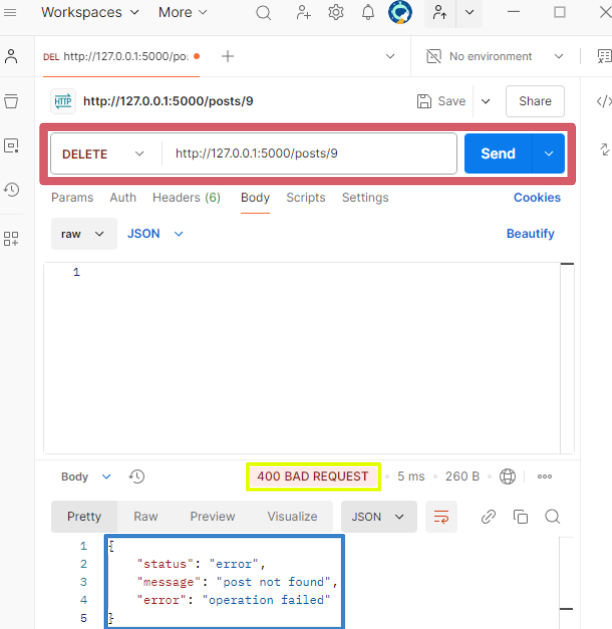 Workspaces More
DEL http://127.0.0.1:5000/po. No environment
HTTP http://127.0.0.1:5000/posts/9 Save Share
DELETE http://127.0.0.1:5000/posts/9 Send
Params Auth Headers (6) Body Scripts Settings Cookies
raw JSON Beautify
1
Body 400 BAD REQUEST 5 ms 260 B
Pretty Raw Preview Visualize JSON
1 {
2 "status": "error",
3 "message": "post not found",
4 "error": "operation failed"
5 }